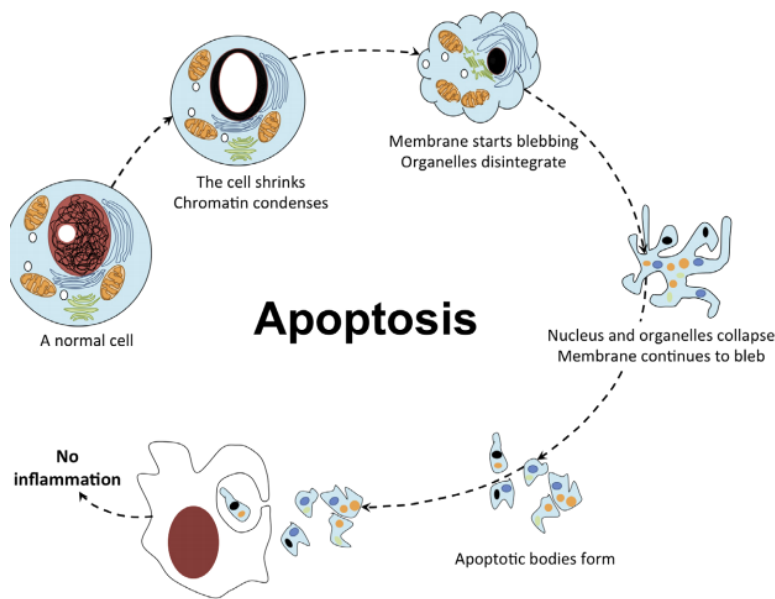 Membrane starts blebbing
Organelles disintegrate
The cell shrinks
Chromatin condenses
Apoptosis
A normal cell
Nucleus and organelles collapse
Membrane continues to bleb
No
inflammation
Apoptotic bodies form